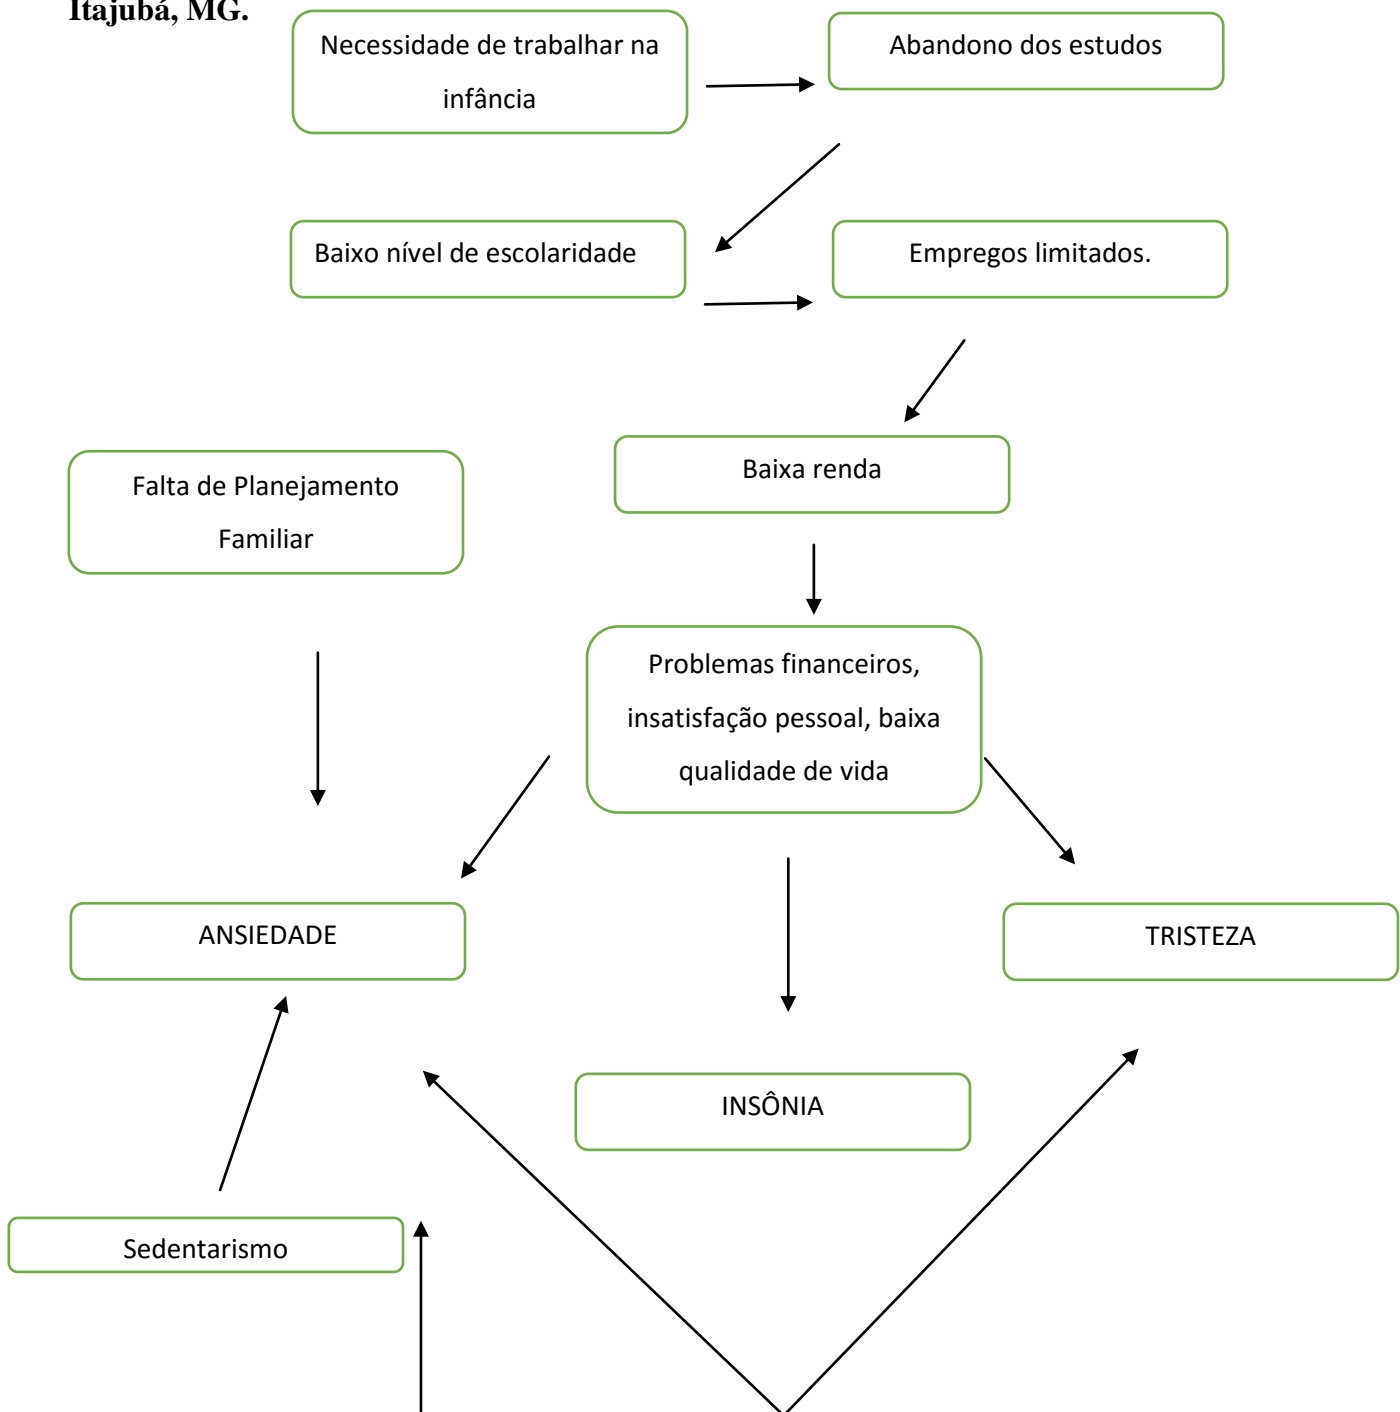 Itajubá, MG.
Necessidade de trabalhar na
infância
Abandono dos estudos
Baixo nível de escolaridade
Empregos limitados.
Baixa renda
Falta de Planejamento
Familiar
Problemas financeiros,
insatisfação pessoal, baixa
qualidade de vida
ANSIEDADE
TRISTEZA
INSÔNIA
Sedentarismo